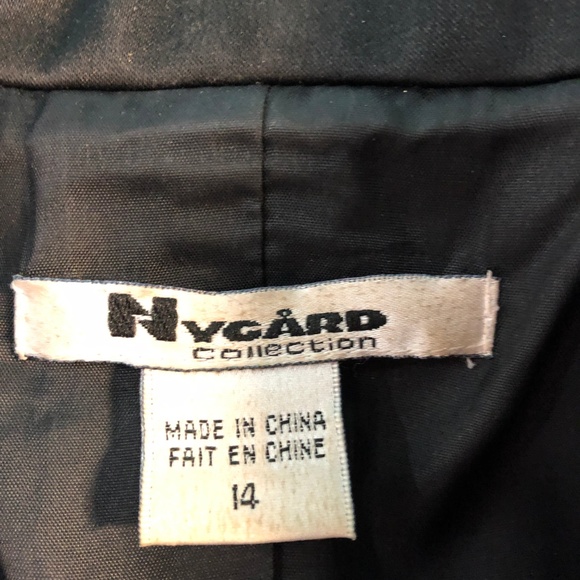 NYGÅRD
Collection
MADE IN CHINA
FAIT EN CHINE
14